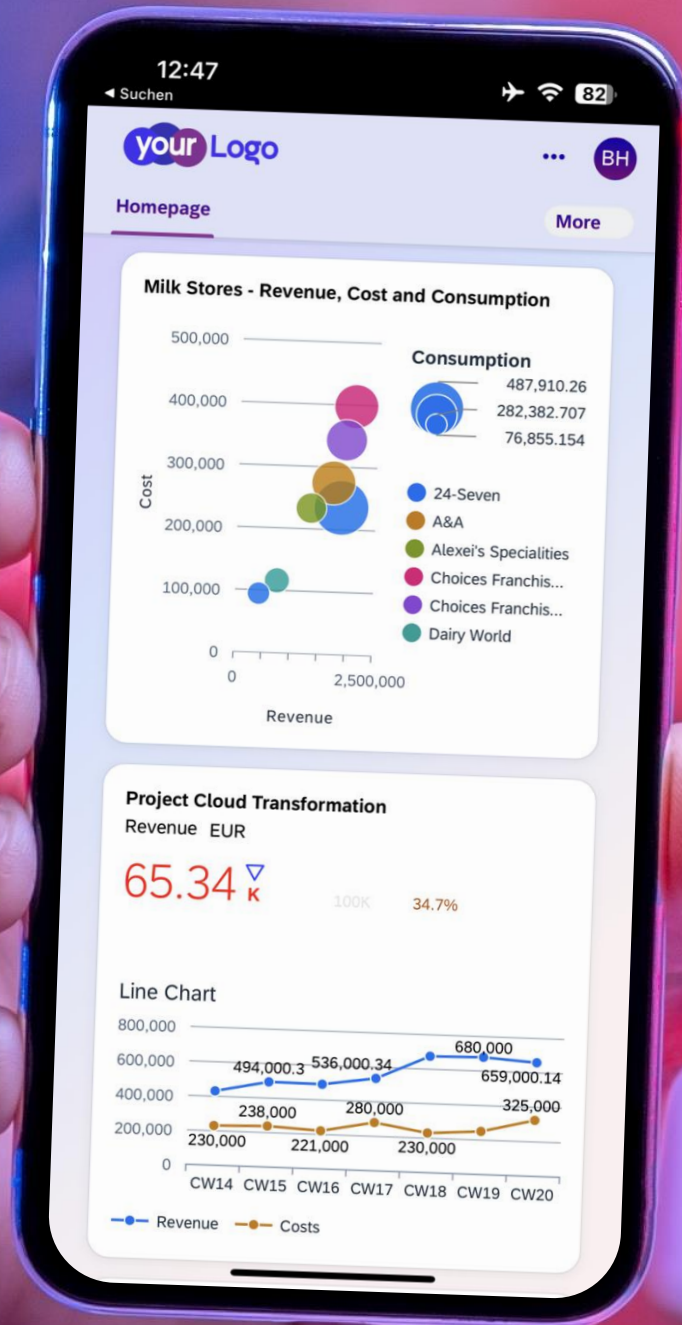 12:47
◀ Suchen
82
your Logo
BH
Homepage
More
Milk Stores - Revenue, Cost and Consumption
500,000
400,000
300,000
200,000
100,000
0
Cost
0
2,500,000
Revenue
Consumption
487,910.26
282,382.707
76,855.154
24-Seven
A&A
Alexei's Specialities
Choices Franchis...
Choices Franchis...
Dairy World
Project Cloud Transformation
Revenue EUR
65.34 K
100K
34.7%
Line Chart
800,000
600,000
400,000
200,000
0
494,000.3
536,000.34
680,000
659,000.14
230,000
238,000
221,000
280,000
230,000
325,000
CW14 CW15 CW16 CW17 CW18 CW19 CW20
Revenue Costs